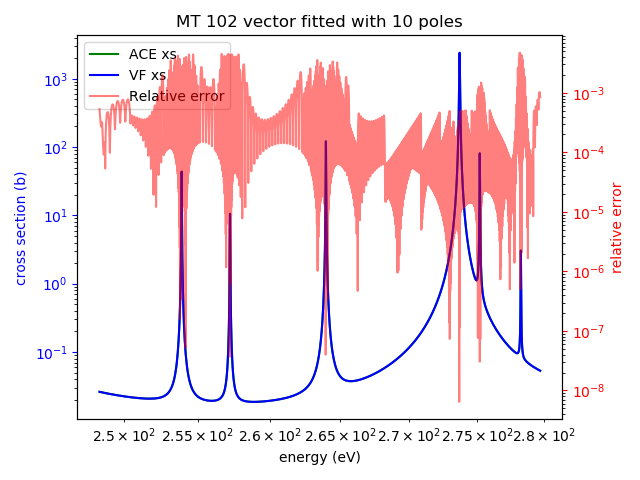 MT 102 vector fitted with 10 poles
ACE xs
VF xs
Relative error
cross section (b)
10³
10²
10¹
10⁰
10⁻¹
10⁻³
10⁻⁴
10⁻⁵
10⁻⁶
10⁻⁷
10⁻⁸
relative error
2.5 × 10² 2.55 × 10² 2.6 × 10² 2.65 × 10² 2.7 × 10² 2.75 × 10² 2.8 × 10²
energy (eV)